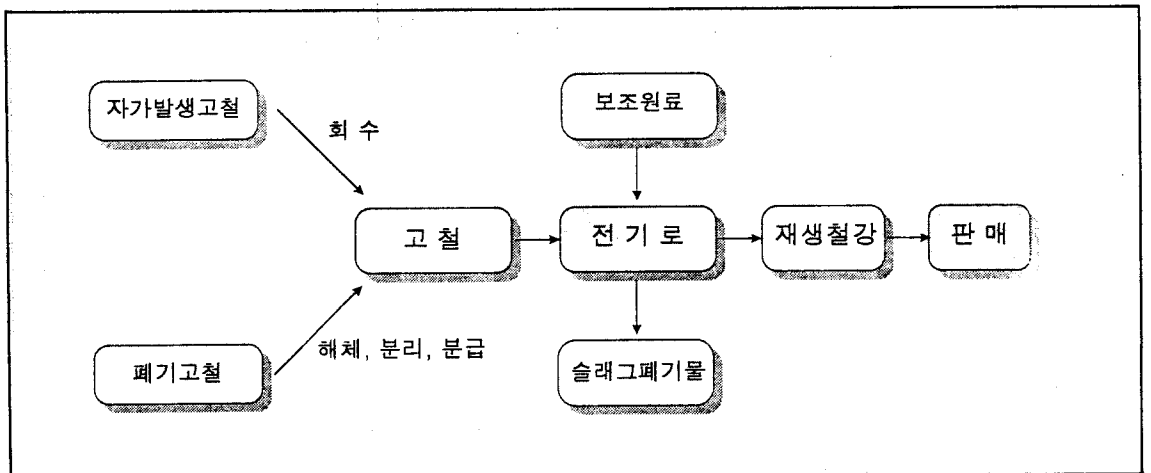 자가발생고철
보조원료
회 수
고 철
전 기 로
재생철강
판 매
해체, 분리, 분급
폐기고철
슬래그폐기물